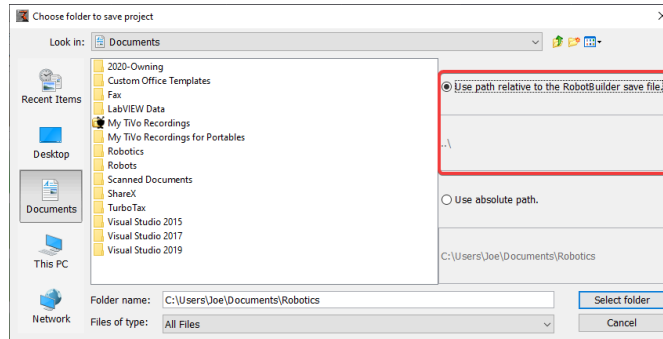 Choose folder to save project
Look in: Documents
Recent Items
Desktop
Documents
This PC
Network
2020-Owning
Custom Office Templates
Fax
LabVIEW Data
My TiVo Recordings
My TiVo Recordings for Portables
Robotics
Robots
Scanned Documents
ShareX
TurboTax
Visual Studio 2015
Visual Studio 2017
Visual Studio 2019
Use path relative to the RobotBuilder save file.
..\
Use absolute path.
C:\Users\Joe\Documents\Robotics
Folder name: C:\Users\Joe\Documents\Robotics
Select folder
Files of type: All Files
Cancel